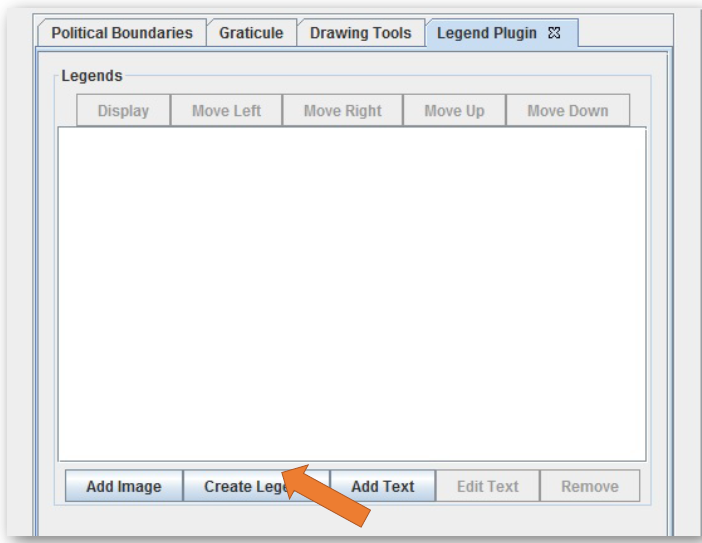 Political Boundaries Graticule Drawing Tools Legend Plugin
Legends
Display Move Left Move Right Move Up Move Down
Add Image Create Lege Add Text Edit Text Remove